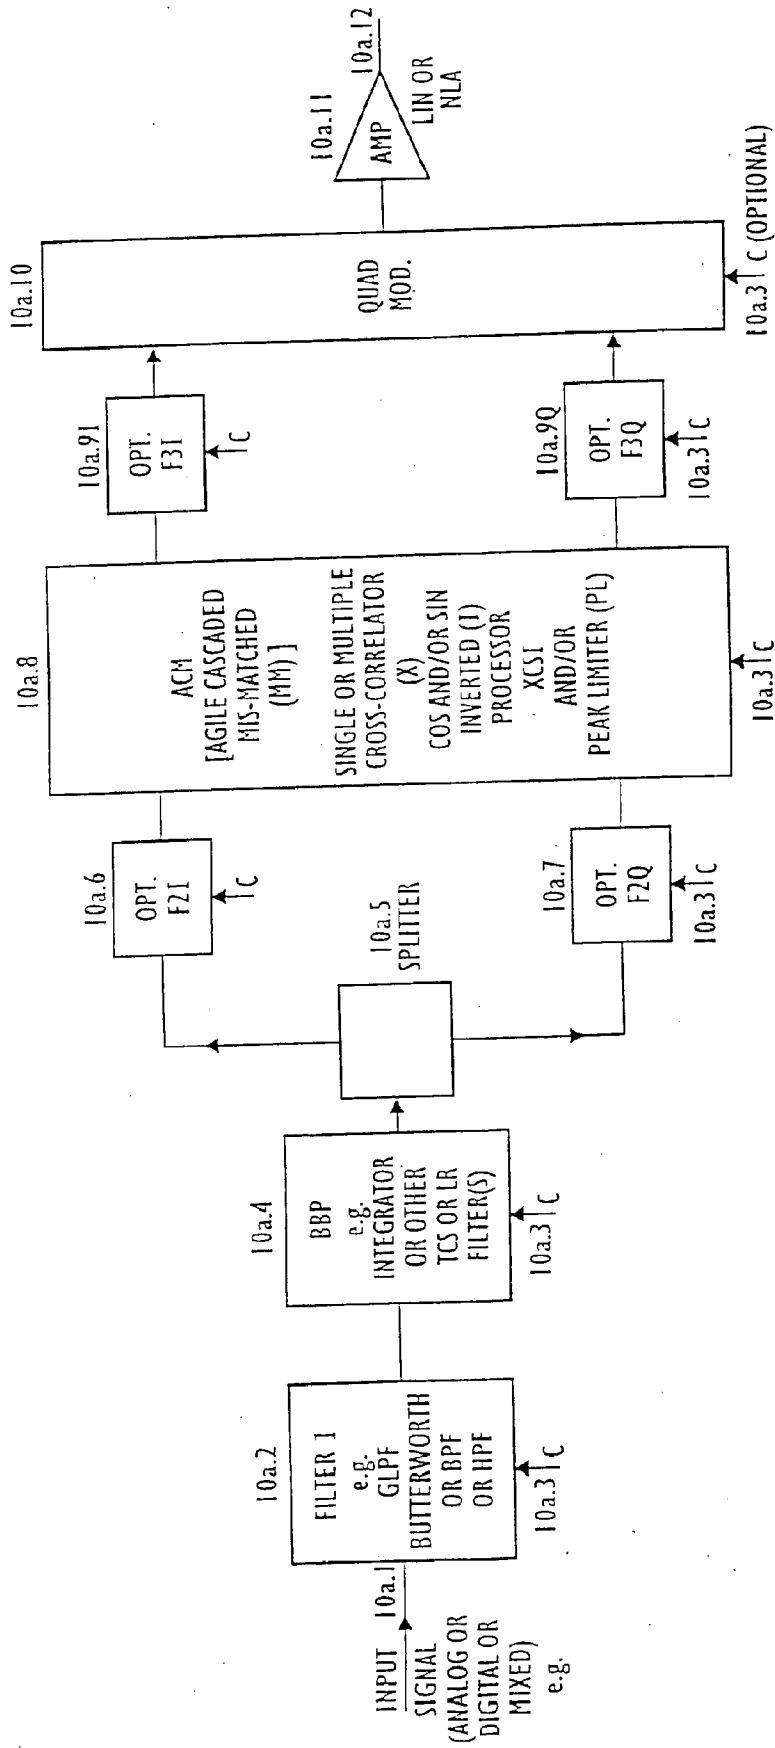 INPUT
SIGNAL
(ANALOG OR
DIGITAL OR
MIXED)
e.g.
10a.1
10a.2
FILTER 1
e.g.
GLPF
BUTTERWORTH
OR BPF
OR HPF
10a.3 C
10a.4
BBP
e.g.
INTEGRATOR
OR OTHER
TCS OR LR
FILTER(S)
10a.3 C
10a.5
SPLITTER
10a.6
OPT.
F2I
C
10a.7
OPT.
F2Q
10a.3 C
10a.8
ACM
[AGILE CASCADED
MIS-MATCHED
(MM) ]
SINGLE OR MULTIPLE
CROSS-CORRELATOR
(X)
COS AND/OR SIN
INVERTED (I)
PROCESSOR
XCSI
AND/OR
PEAK LIMITER (PL)
10a.3 C
10a.9I
OPT.
F3I
C
10a.9Q
OPT.
F3Q
10a.3 C
10a.10
QUAD
MOD.
10a.3 C (OPTIONAL)
10a.11
AMP
10a.12
LIN OR
NLA